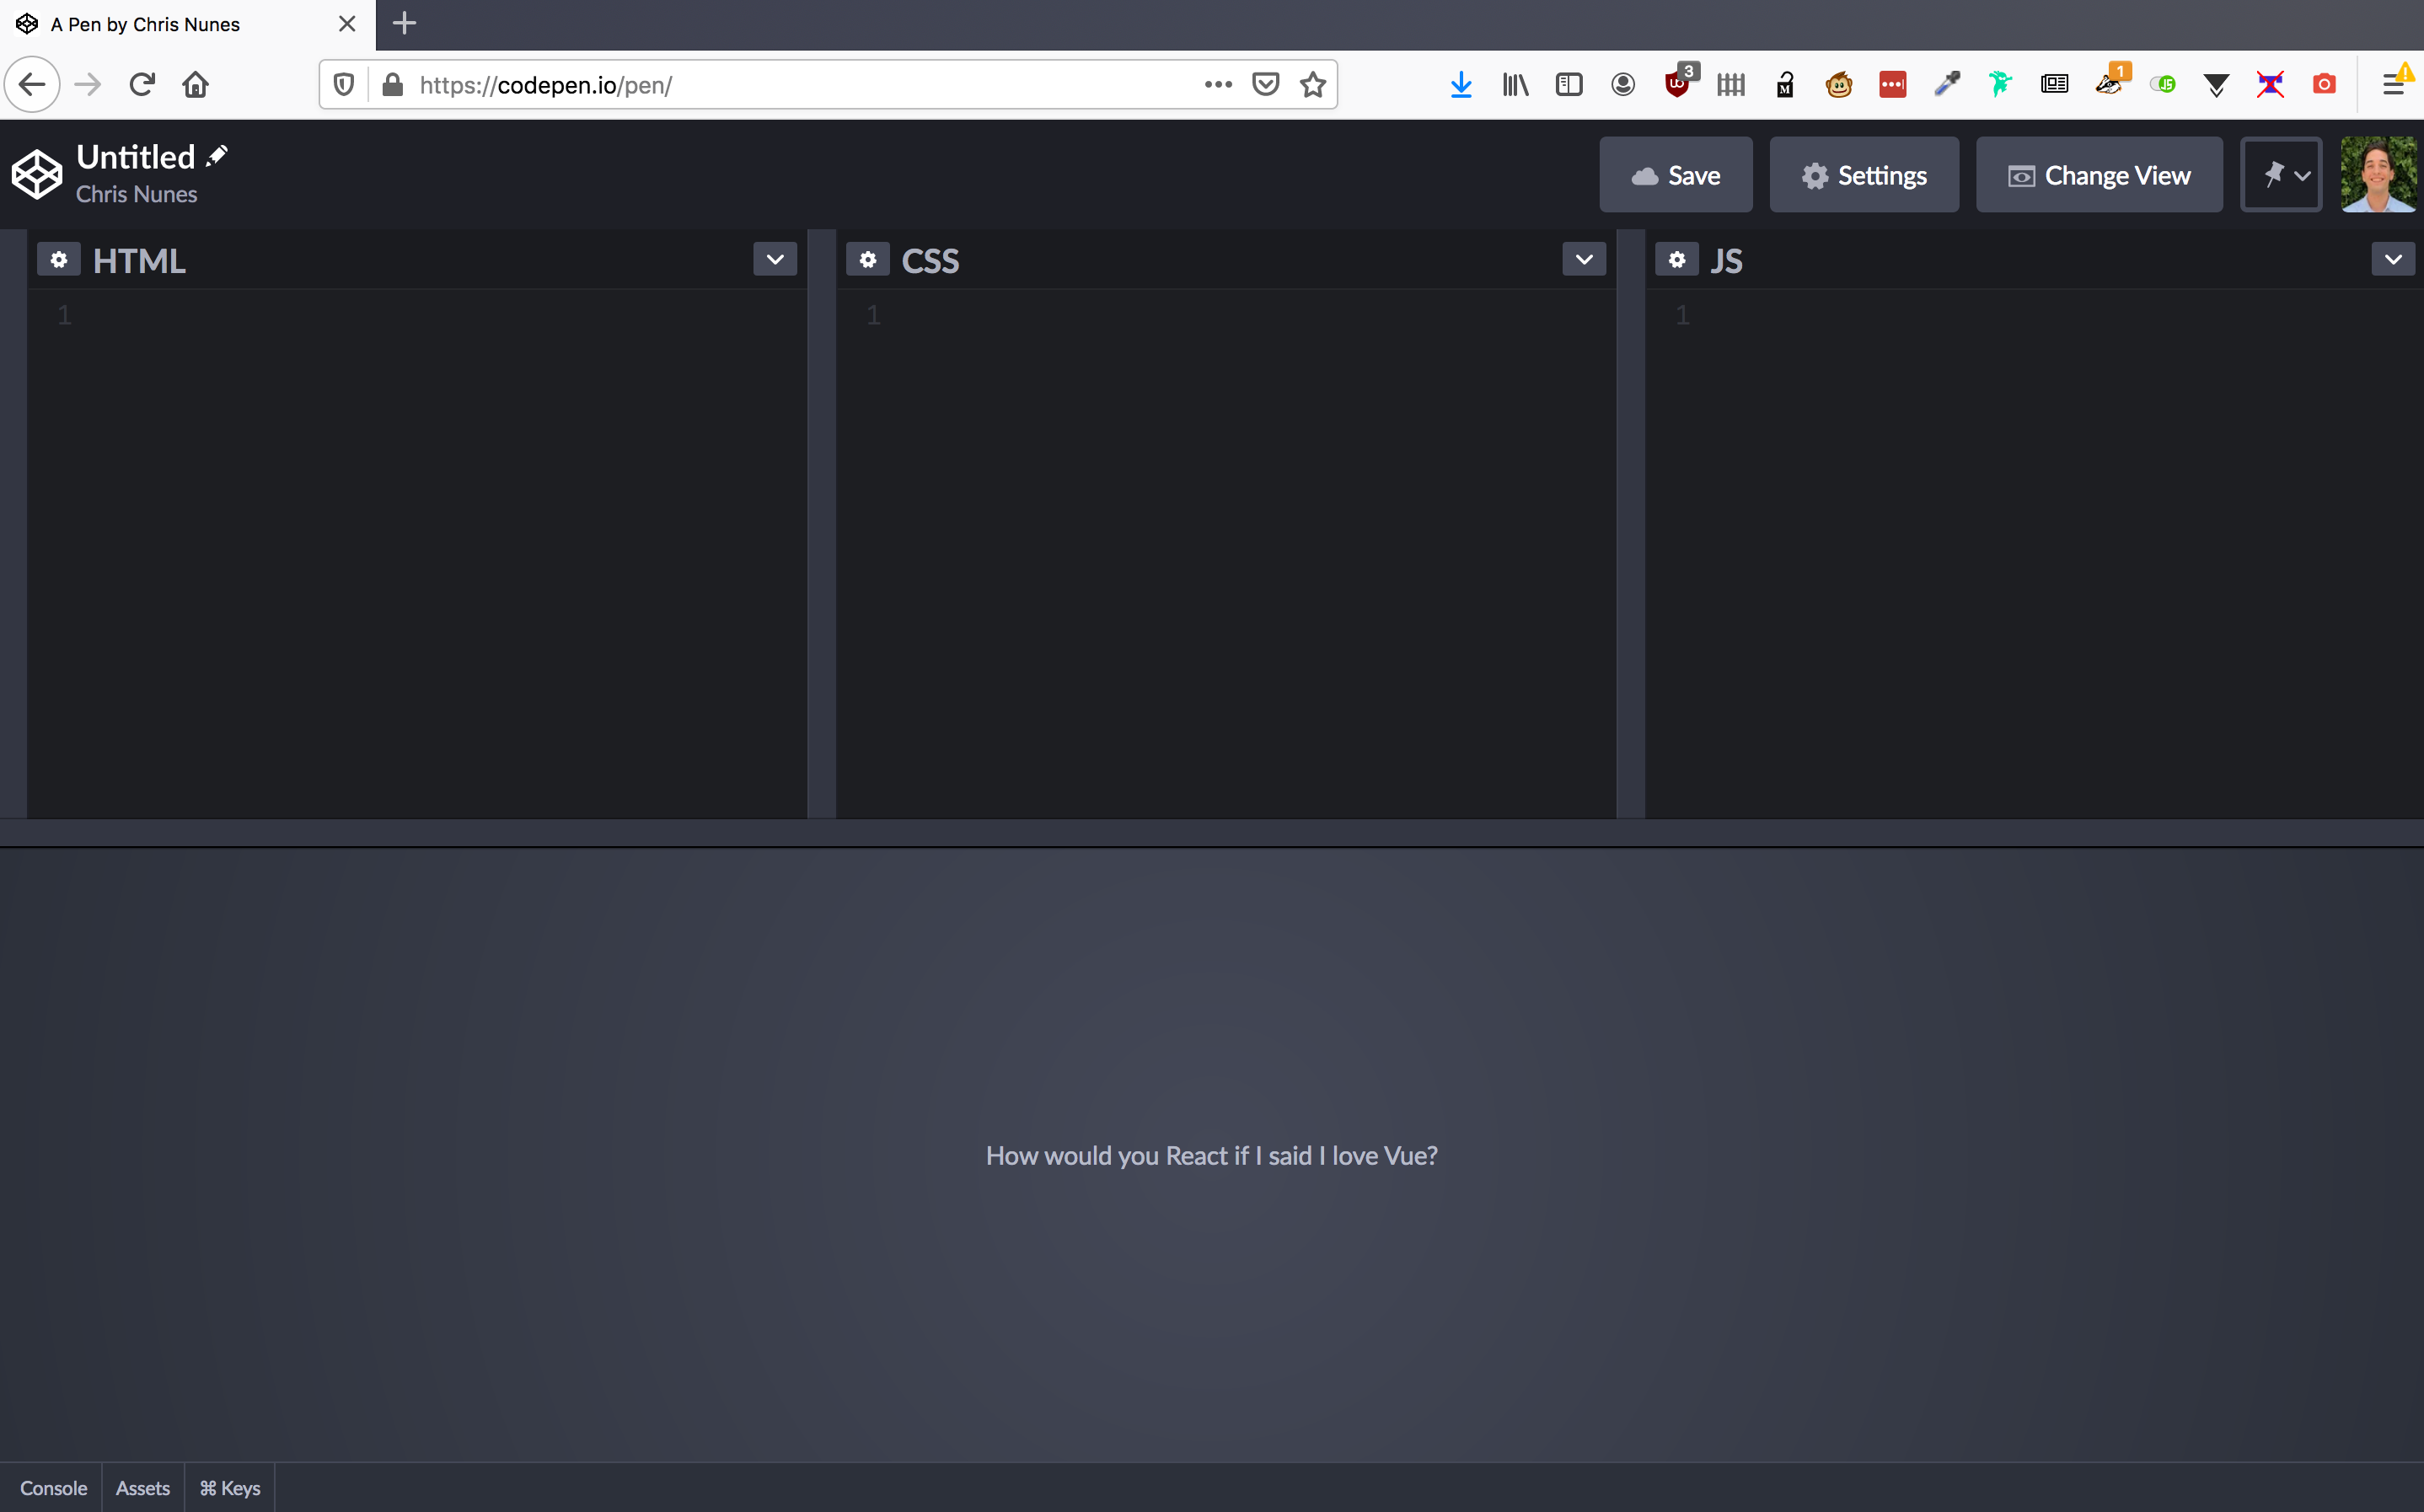 A Pen by Chris Nunes
https://codepen.io/pen/
3
M
1
JS
Untitled
Chris Nunes
Save
Settings
Change View
HTML
CSS
JS
1
1
1
How would you React if I said I love Vue?
Console
Assets
⌘ Keys